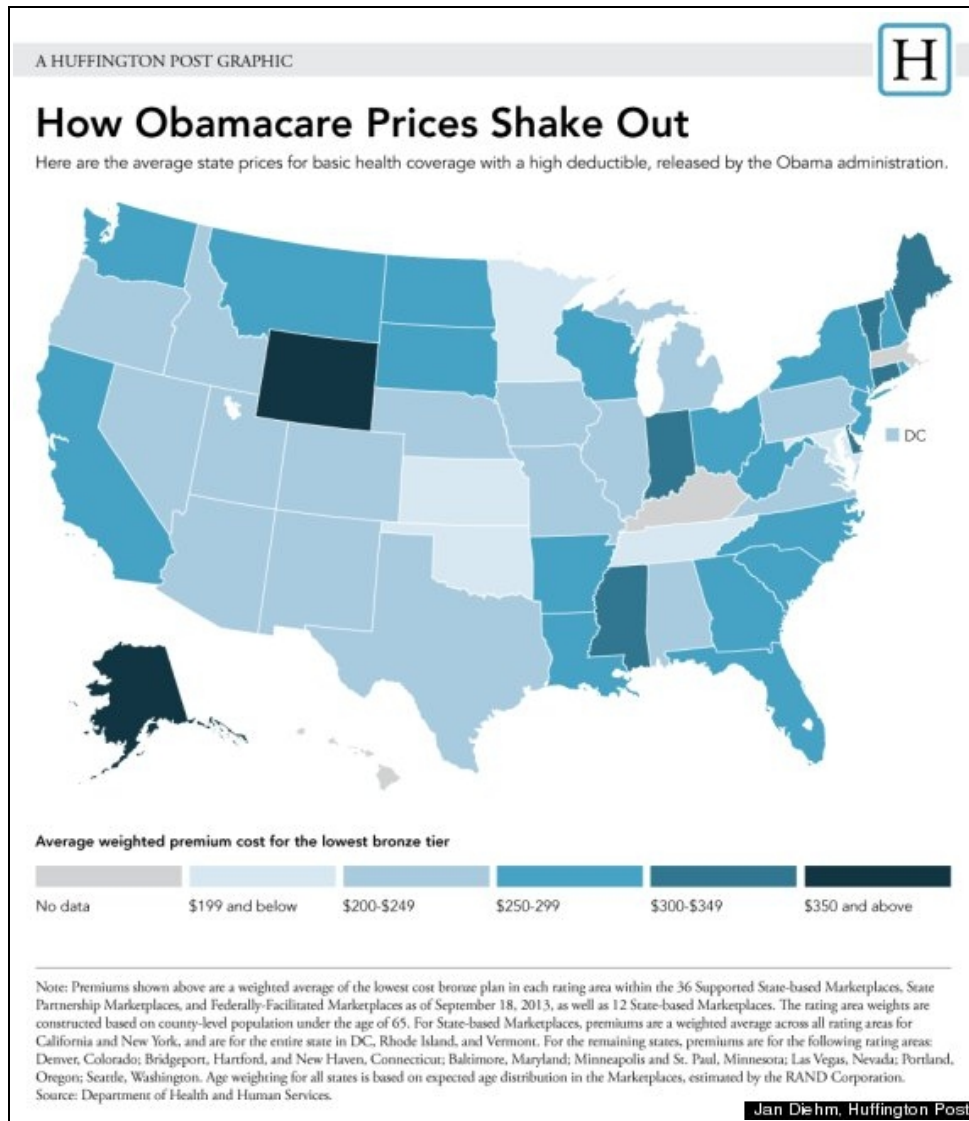 A HUFFINGTON POST GRAPHIC
H
How Obamacare Prices Shake Out
Here are the average state prices for basic health coverage with a high deductible, released by the Obama administration.
DC
Average weighted premium cost for the lowest bronze tier
No data
$199 and below
$200-$249
$250-299
$300-$349
$350 and above
Note: Premiums shown above are a weighted average of the lowest cost bronze plan in each rating area within the 36 Supported State-based Marketplaces, State
Partnership Marketplaces, and Federally-Facilitated Marketplaces as of September 18, 2013, as well as 12 State-based Marketplaces. The rating area weights are
constructed based on county-level population under the age of 65. For State-based Marketplaces, premiums are a weighted average across all rating areas for
California and New York, and are for the entire state in DC, Rhode Island, and Vermont. For the remaining states, premiums are for the following rating areas:
Denver, Colorado; Bridgeport, Hartford, and New Haven, Connecticut; Baltimore, Maryland; Minneapolis and St. Paul, Minnesota; Las Vegas, Nevada; Portland,
Oregon; Seattle, Washington. Age weighting for all states is based on expected age distribution in the Marketplaces, estimated by the RAND Corporation.
Source: Department of Health and Human Services.
Jan Diehm, Huffington Post